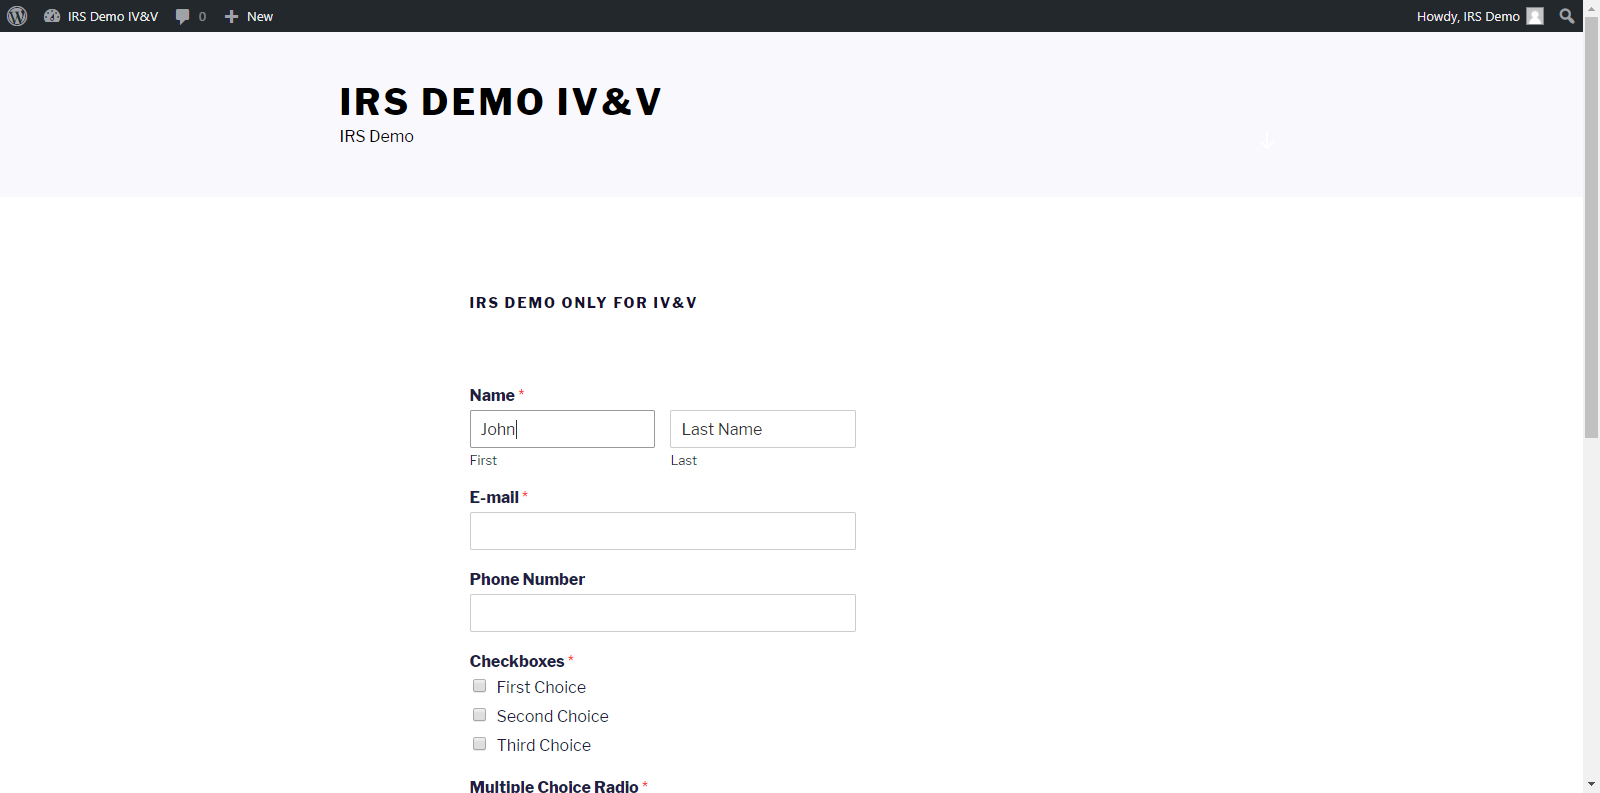 IRS Demo IV&V 0 New Howdy, IRS Demo
IRS DEMO IV&V
IRS Demo
IRS DEMO ONLY FOR IV&V
Name *
John Last Name
First Last
E-mail *
Phone Number
Checkboxes *
First Choice
Second Choice
Third Choice
Multiple Choice Radio *